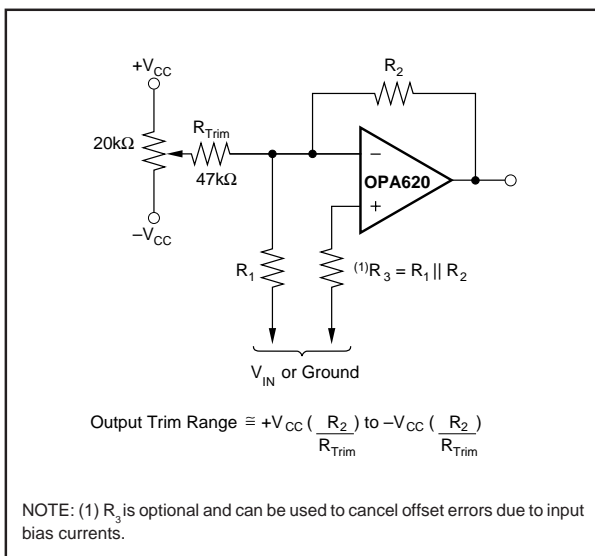 +VCC
R2
RTrim
20kΩ
47kΩ
–
OPA620
+
–VCC
R1
(1)R3 = R1 || R2
VIN or Ground
Output Trim Range ≅ +VCC ( R2 / RTrim ) to –VCC ( R2 / RTrim )
NOTE: (1) R3 is optional and can be used to cancel offset errors due to input
bias currents.